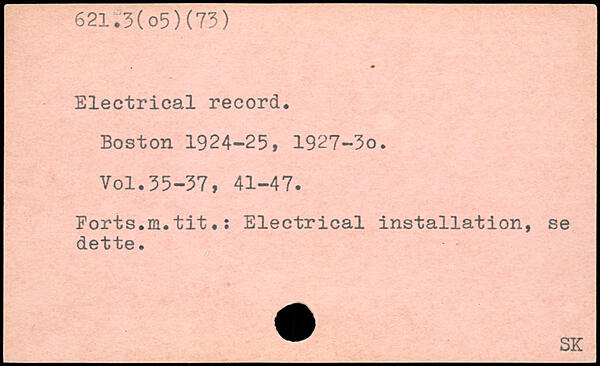 621.3(o5)(73)
Electrical record.
Boston 1924-25, 1927-3o.
Vol.35-37, 41-47.
Forts.m.tit.: Electrical installation, se
dette.
SK